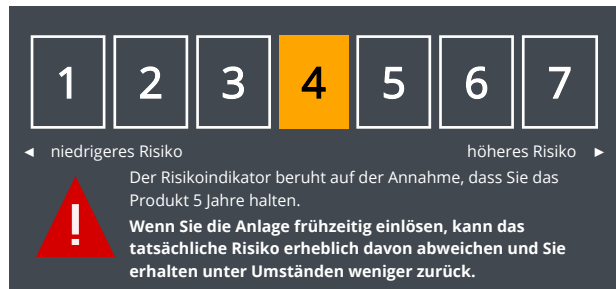 1 2 3 4 5 6 7
◄ niedrigeres Risiko höheres Risiko ►
Der Risikoindikator beruht auf der Annahme, dass Sie das
Produkt 5 Jahre halten.
!
Wenn Sie die Anlage frühzeitig einlösen, kann das
tatsächliche Risiko erheblich davon abweichen und Sie
erhalten unter Umständen weniger zurück.